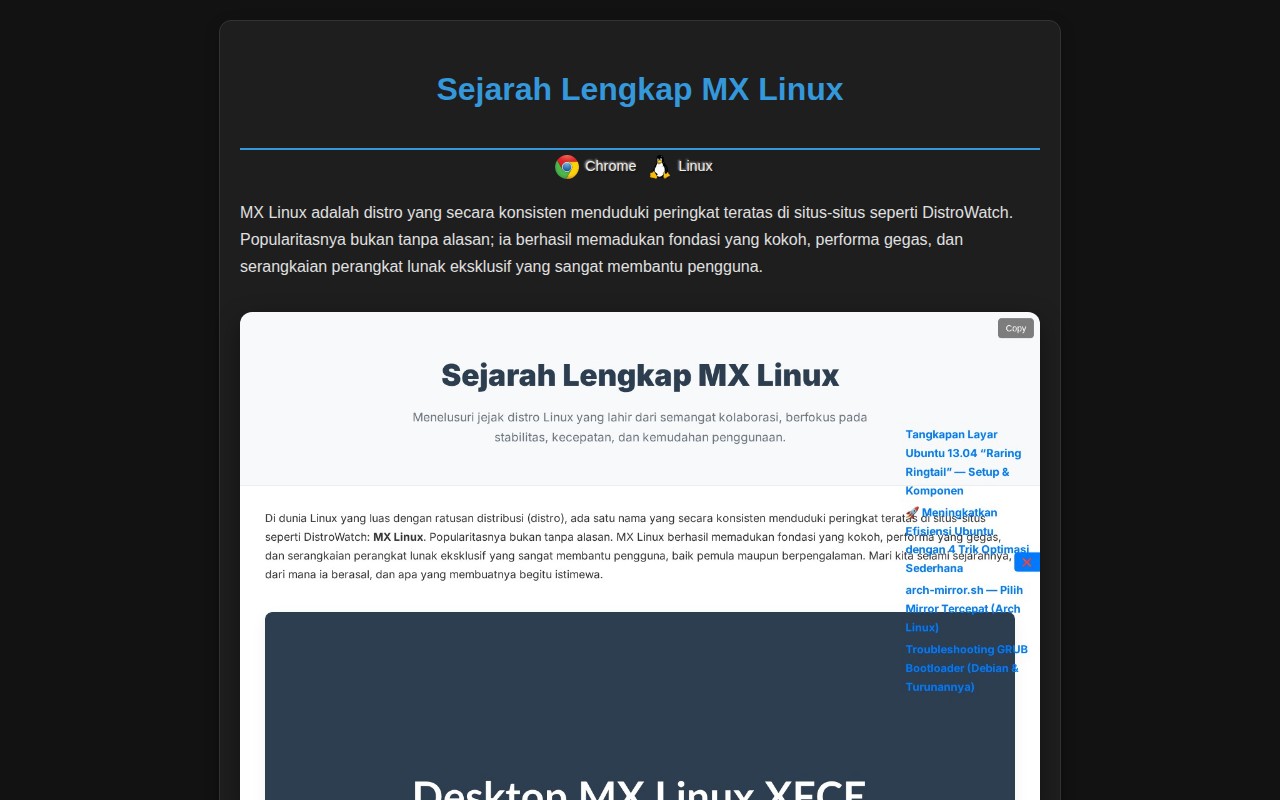 Sejarah Lengkap MX Linux
Chrome Linux
MX Linux adalah distro yang secara konsisten menduduki peringkat teratas di situs-situs seperti DistroWatch.
Popularitasnya bukan tanpa alasan; ia berhasil memadukan fondasi yang kokoh, performa gegas, dan
serangkaian perangkat lunak eksklusif yang sangat membantu pengguna.
Copy
Sejarah Lengkap MX Linux
Menelusuri jejak distro Linux yang lahir dari semangat kolaborasi, berfokus pada
stabilitas, kecepatan, dan kemudahan penggunaan.
Di dunia Linux yang luas dengan ratusan distribusi (distro), ada satu nama yang secara konsisten menduduki peringkat teratas di situs-situs
seperti DistroWatch: MX Linux. Popularitasnya bukan tanpa alasan. MX Linux berhasil memadukan fondasi yang kokoh, performa yang gegas,
dan serangkaian perangkat lunak eksklusif yang sangat membantu pengguna, baik pemula maupun berpengalaman. Mari kita selami sejarahnya,
dari mana ia berasal, dan apa yang membuatnya begitu istimewa.
Tangkapan Layar
Ubuntu 13.04 “Raring
Ringtail” — Setup &
Komponen
🚀 Meningkatkan
Efisiensi Ubuntu
dengan 4 Trik Optimasi
Sederhana
arch-mirror.sh — Pilih
Mirror Tercepat (Arch
Linux)
Troubleshooting GRUB
Bootloader (Debian &
Turunannya)
Desktop MX Linux XFCE